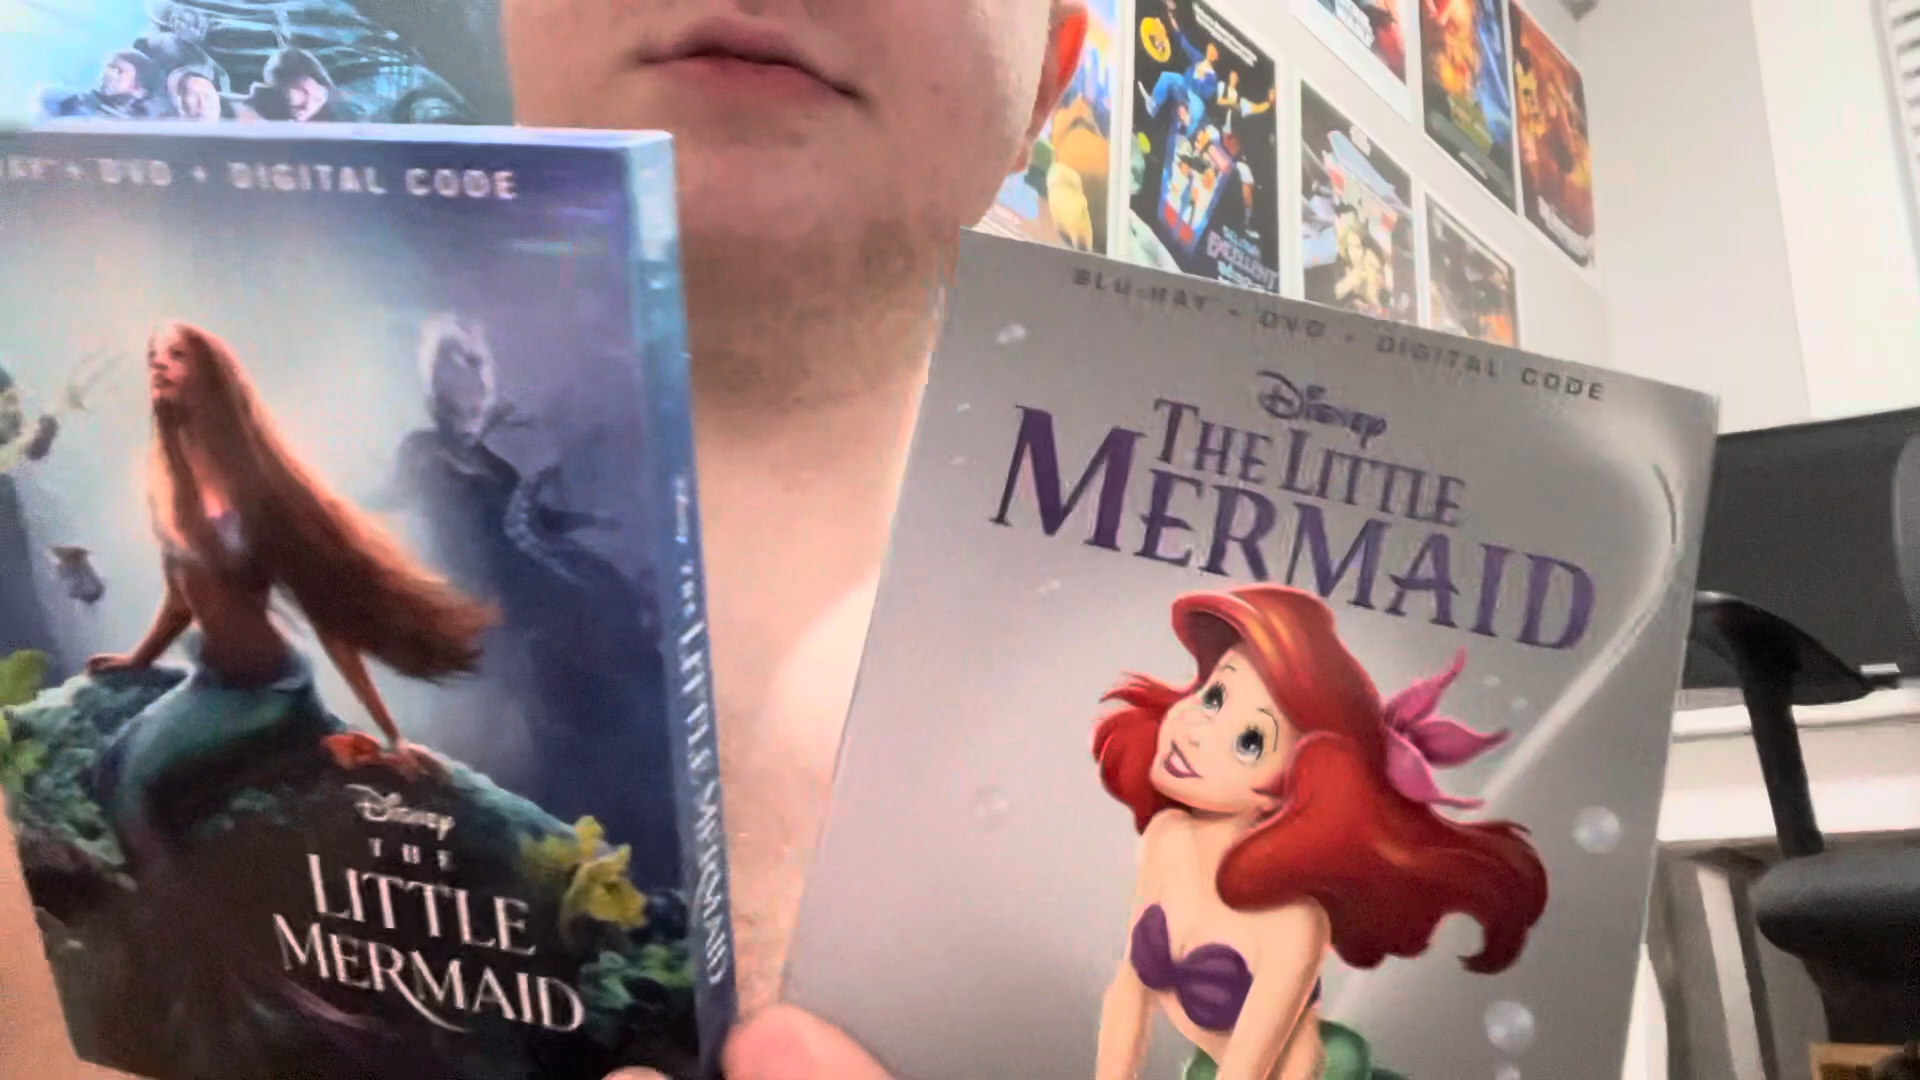 DVD + DIGITAL CODE
Disney
THE
LITTLE
MERMAID
THE LITTLE MERMAID
BLU-RAY + DVD + DIGITAL CODE
Disney
THE LITTLE
MERMAID
EXCELLENT